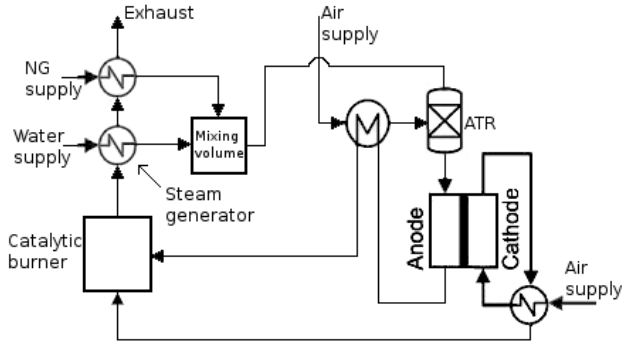 Exhaust
Air
supply
NG
supply
Water
supply
Mixing
volume
ATR
Steam
generator
Catalytic
burner
Anode
Cathode
Air
supply